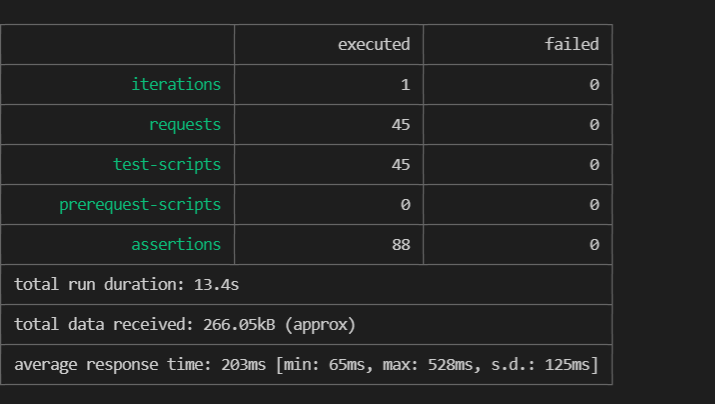 executed failed
iterations 1 0
requests 45 0
test-scripts 45 0
prerequest-scripts 0 0
assertions 88 0
total run duration: 13.4s
total data received: 266.05kB (approx)
average response time: 203ms [min: 65ms, max: 528ms, s.d.: 125ms]